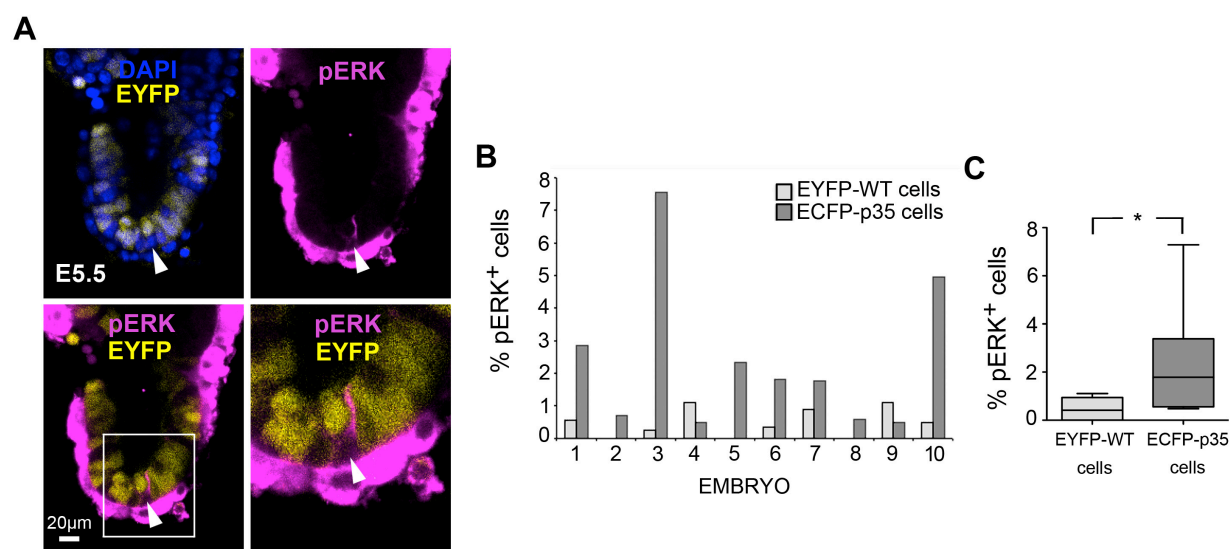 A
DAPI
EYFP
E5.5
pERK
pERK
EYFP
20µm
pERK
EYFP
B
% pERK+ cells
8
7
6
5
4
3
2
1
0
EYFP-WT cells
ECFP-p35 cells
1 2 3 4 5 6 7 8 9 10
EMBRYO
C
% pERK+ cells
8
6
4
2
0
*
EYFP-WT cells
ECFP-p35 cells